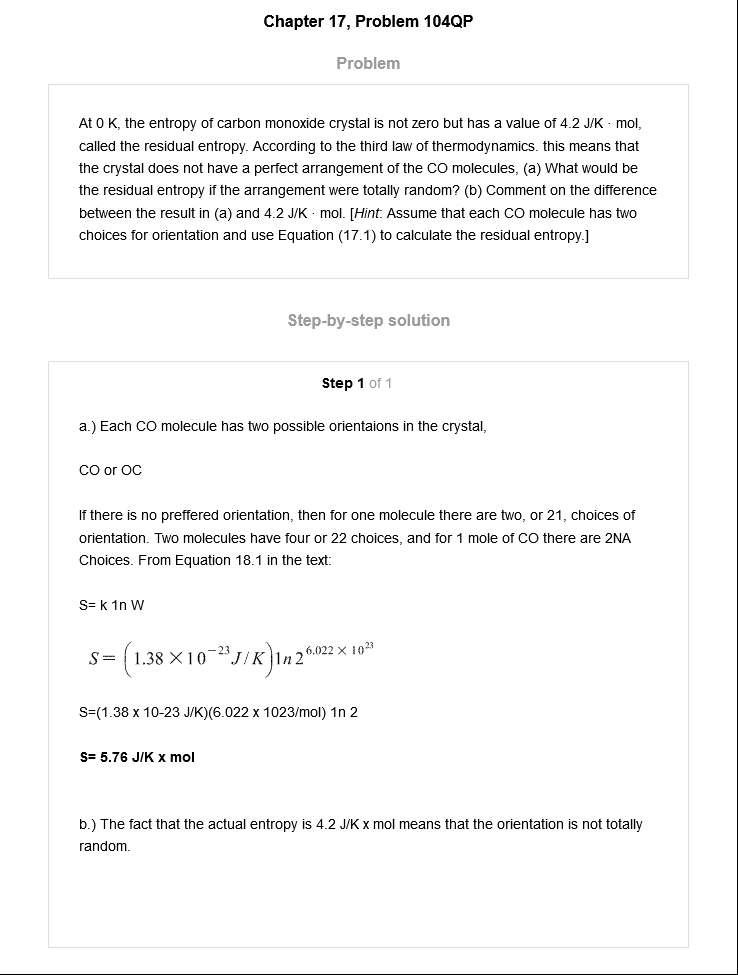 Chapter 17, Problem 104QP
Problem
At 0 K, the entropy of carbon monoxide crystal is not zero but has a value of 4.2 J/K · mol,
called the residual entropy. According to the third law of thermodynamics. this means that
the crystal does not have a perfect arrangement of the CO molecules, (a) What would be
the residual entropy if the arrangement were totally random? (b) Comment on the difference
between the result in (a) and 4.2 J/K · mol. [Hint: Assume that each CO molecule has two
choices for orientation and use Equation (17.1) to calculate the residual entropy.]
Step-by-step solution
Step 1 of 1
a.) Each CO molecule has two possible orientaions in the crystal,
CO or OC
If there is no preffered orientation, then for one molecule there are two, or 21, choices of
orientation. Two molecules have four or 22 choices, and for 1 mole of CO there are 2NA
Choices. From Equation 18.1 in the text:
S= k 1n W
S= (1.38 ×10⁻²³ J/K) ln 2^6.022 × 10²³
S=(1.38 x 10-23 J/K)(6.022 x 1023/mol) 1n 2
S= 5.76 J/K x mol
b.) The fact that the actual entropy is 4.2 J/K x mol means that the orientation is not totally
random.